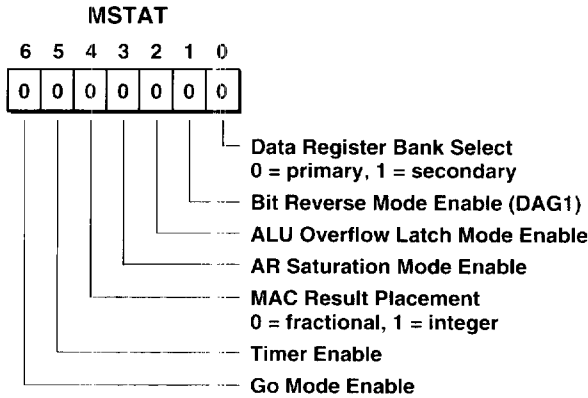 MSTAT
6 5 4 3 2 1 0
0 0 0 0 0 0 0
Data Register Bank Select
0 = primary, 1 = secondary
Bit Reverse Mode Enable (DAG1)
ALU Overflow Latch Mode Enable
AR Saturation Mode Enable
MAC Result Placement
0 = fractional, 1 = integer
Timer Enable
Go Mode Enable